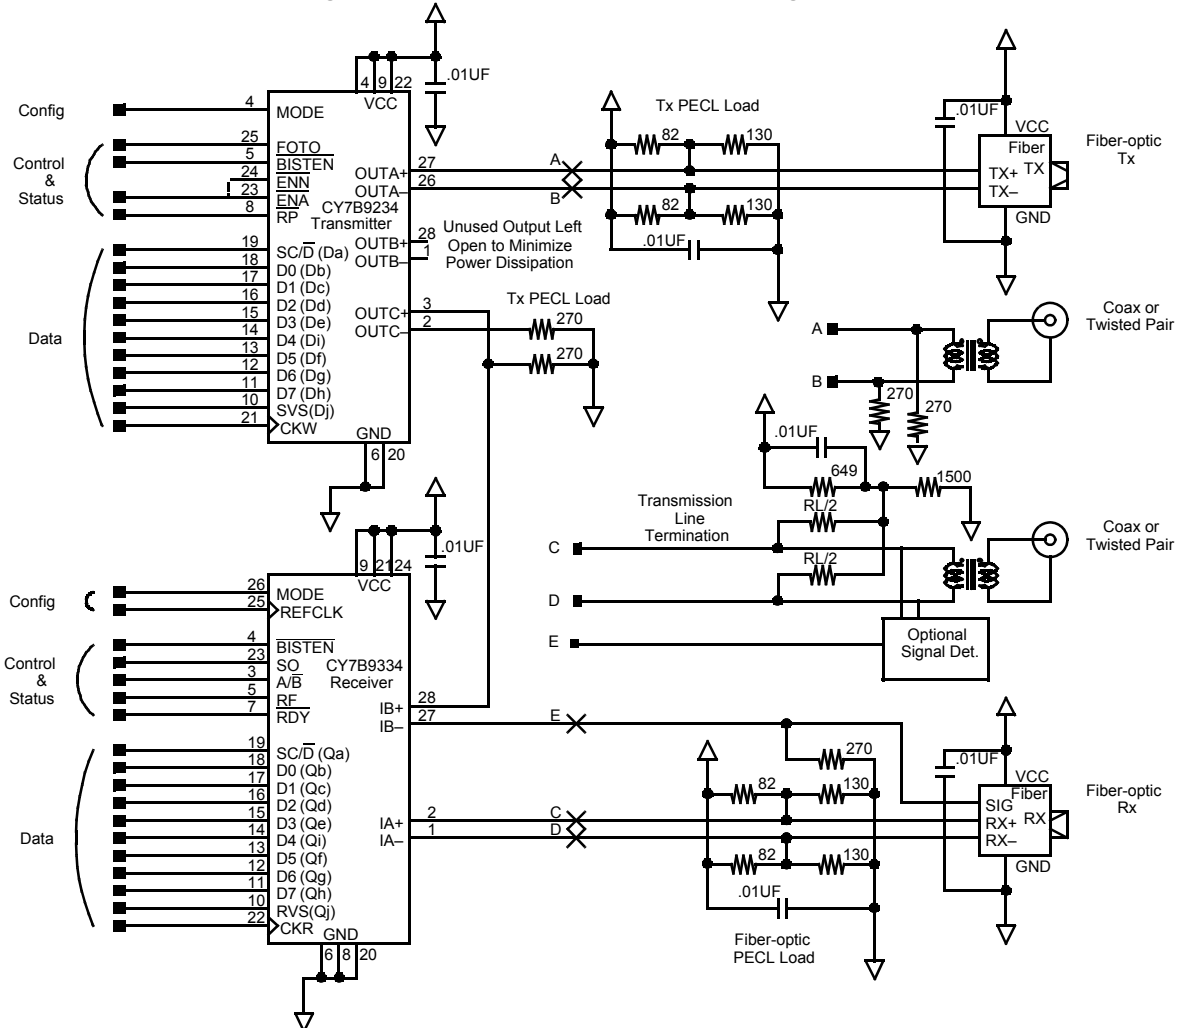 .01UF
4 9 22
VCC
Config
4
MODE
Control
&
Status
25
FOTO
5
BISTEN
24
ENN
23
ENA
8
RP
CY7B9234
Transmitter
27
OUTA+
26
OUTA–
28
OUTB+
1
OUTB–
Unused Output Left
Open to Minimize
Power Dissipation
3
OUTC+
2
OUTC–
Data
19
SC/D (Da)
18
D0 (Db)
17
D1 (Dc)
16
D2 (Dd)
15
D3 (De)
14
D4 (Di)
13
D5 (Df)
12
D6 (Dg)
11
D7 (Dh)
10
SVS(Dj)
21
CKW
GND
6 20
Tx PECL Load
82
130
A
B
82
130
.01UF
Tx PECL Load
270
270
.01UF
VCC
Fiber
TX+ TX
TX–
GND
Fiber-optic
Tx
A
B
270
270
Coax or
Twisted Pair
.01UF
649
1500
RL/2
RL/2
Transmission
Line
Termination
C
D
E
Optional
Signal Det.
Coax or
Twisted Pair
.01UF
9 21 24
VCC
Config
26
MODE
25
REFCLK
Control
&
Status
4
BISTEN
23
SO
3
A/B
5
RF
7
RDY
CY7B9334
Receiver
28
IB+
27
IB–
Data
19
SC/D (Qa)
18
D0 (Qb)
17
D1 (Qc)
16
D2 (Qd)
15
D3 (Qe)
14
D4 (Qi)
13
D5 (Qf)
12
D6 (Qg)
11
D7 (Qh)
10
RVS(Qj)
22
CKR
2
IA+
1
IA–
GND
6 8 20
E
C
D
270
82
130
82
130
.01UF
Fiber-optic
PECL Load
.01UF
VCC
Fiber
SIG
RX+ RX
RX–
GND
Fiber-optic
Rx